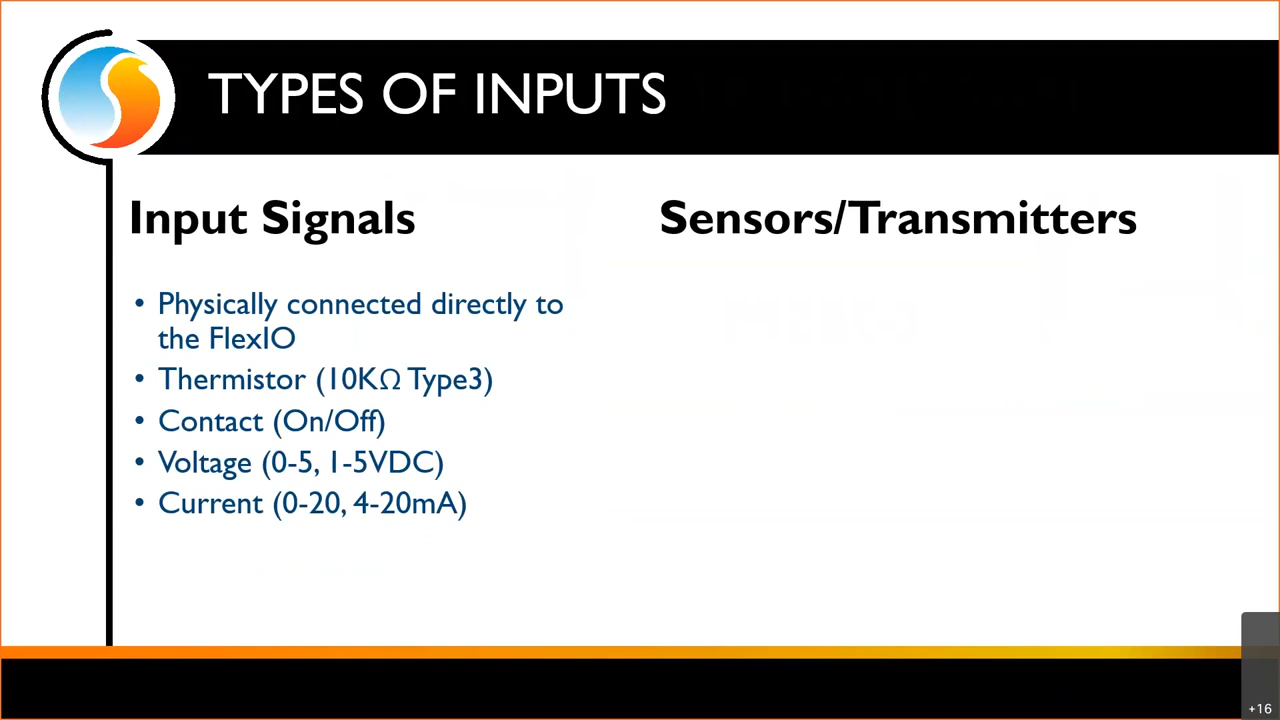 TYPES OF INPUTS
Input Signals
• Physically connected directly to
the FlexIO
• Thermistor (10KΩ Type3)
• Contact (On/Off)
• Voltage (0-5, 1-5VDC)
• Current (0-20, 4-20mA)
Sensors/Transmitters
+16